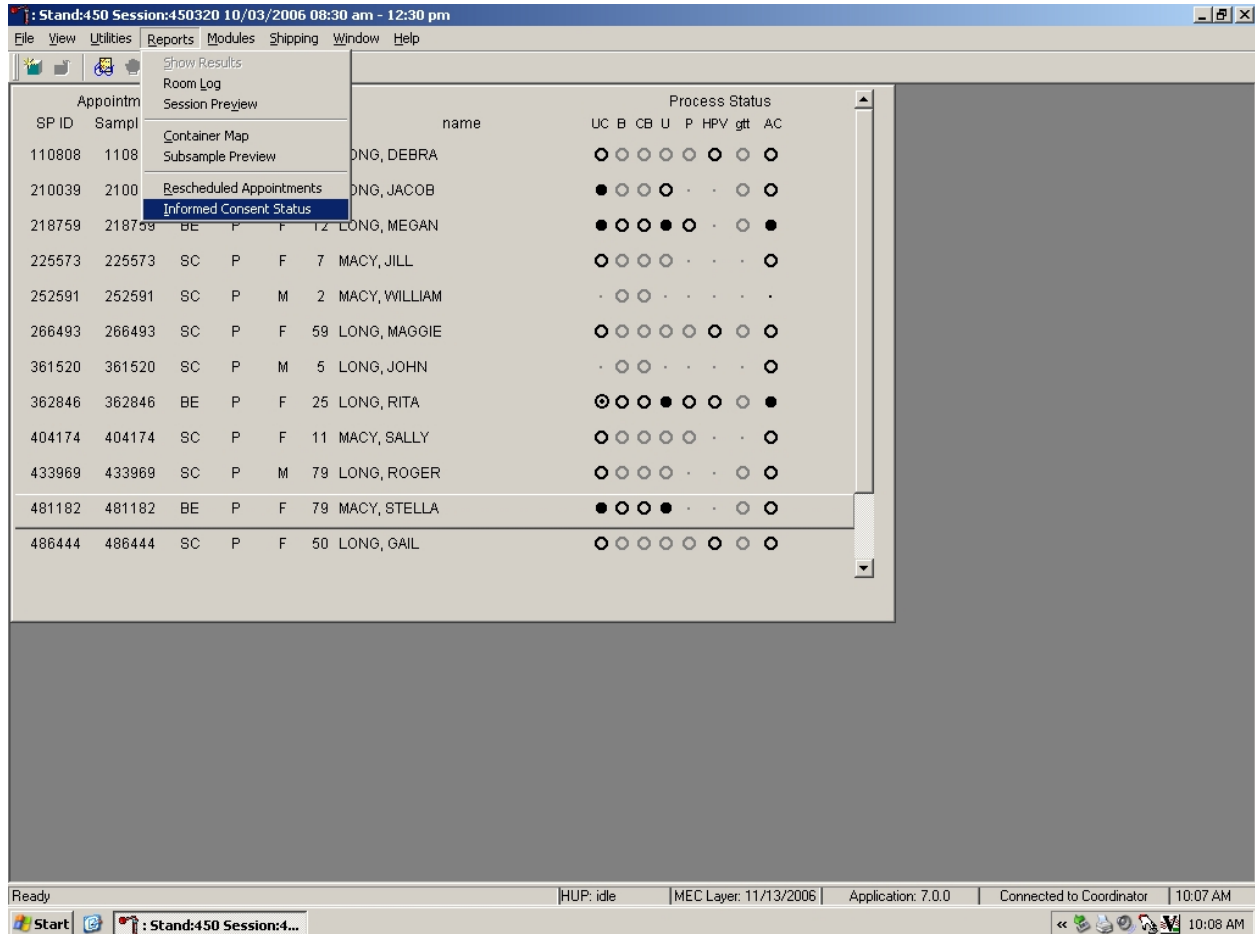 : Stand:450 Session:450320 10/03/2006 08:30 am - 12:30 pm
File View Utilities Reports Modules Shipping Window Help
Show Results
Room Log
Session Preview
Container Map
Subsample Preview
Rescheduled Appointments
Informed Consent Status
Appointm Process Status
SP ID Sampl name UC B CB U P HPV gtt AC
110808 1108 ONG, DEBRA
210039 2100 ONG, JACOB
218759 218759 BE P F 12 LONG, MEGAN
225573 225573 SC P F 7 MACY, JILL
252591 252591 SC P M 2 MACY, WILLIAM
266493 266493 SC P F 59 LONG, MAGGIE
361520 361520 SC P M 5 LONG, JOHN
362846 362846 BE P F 25 LONG, RITA
404174 404174 SC P F 11 MACY, SALLY
433969 433969 SC P M 79 LONG, ROGER
481182 481182 BE P F 79 MACY, STELLA
486444 486444 SC P F 50 LONG, GAIL
Ready HUP: idle MEC Layer: 11/13/2006 Application: 7.0.0 Connected to Coordinator 10:07 AM
Start : Stand:450 Session:4... « 10:08 AM